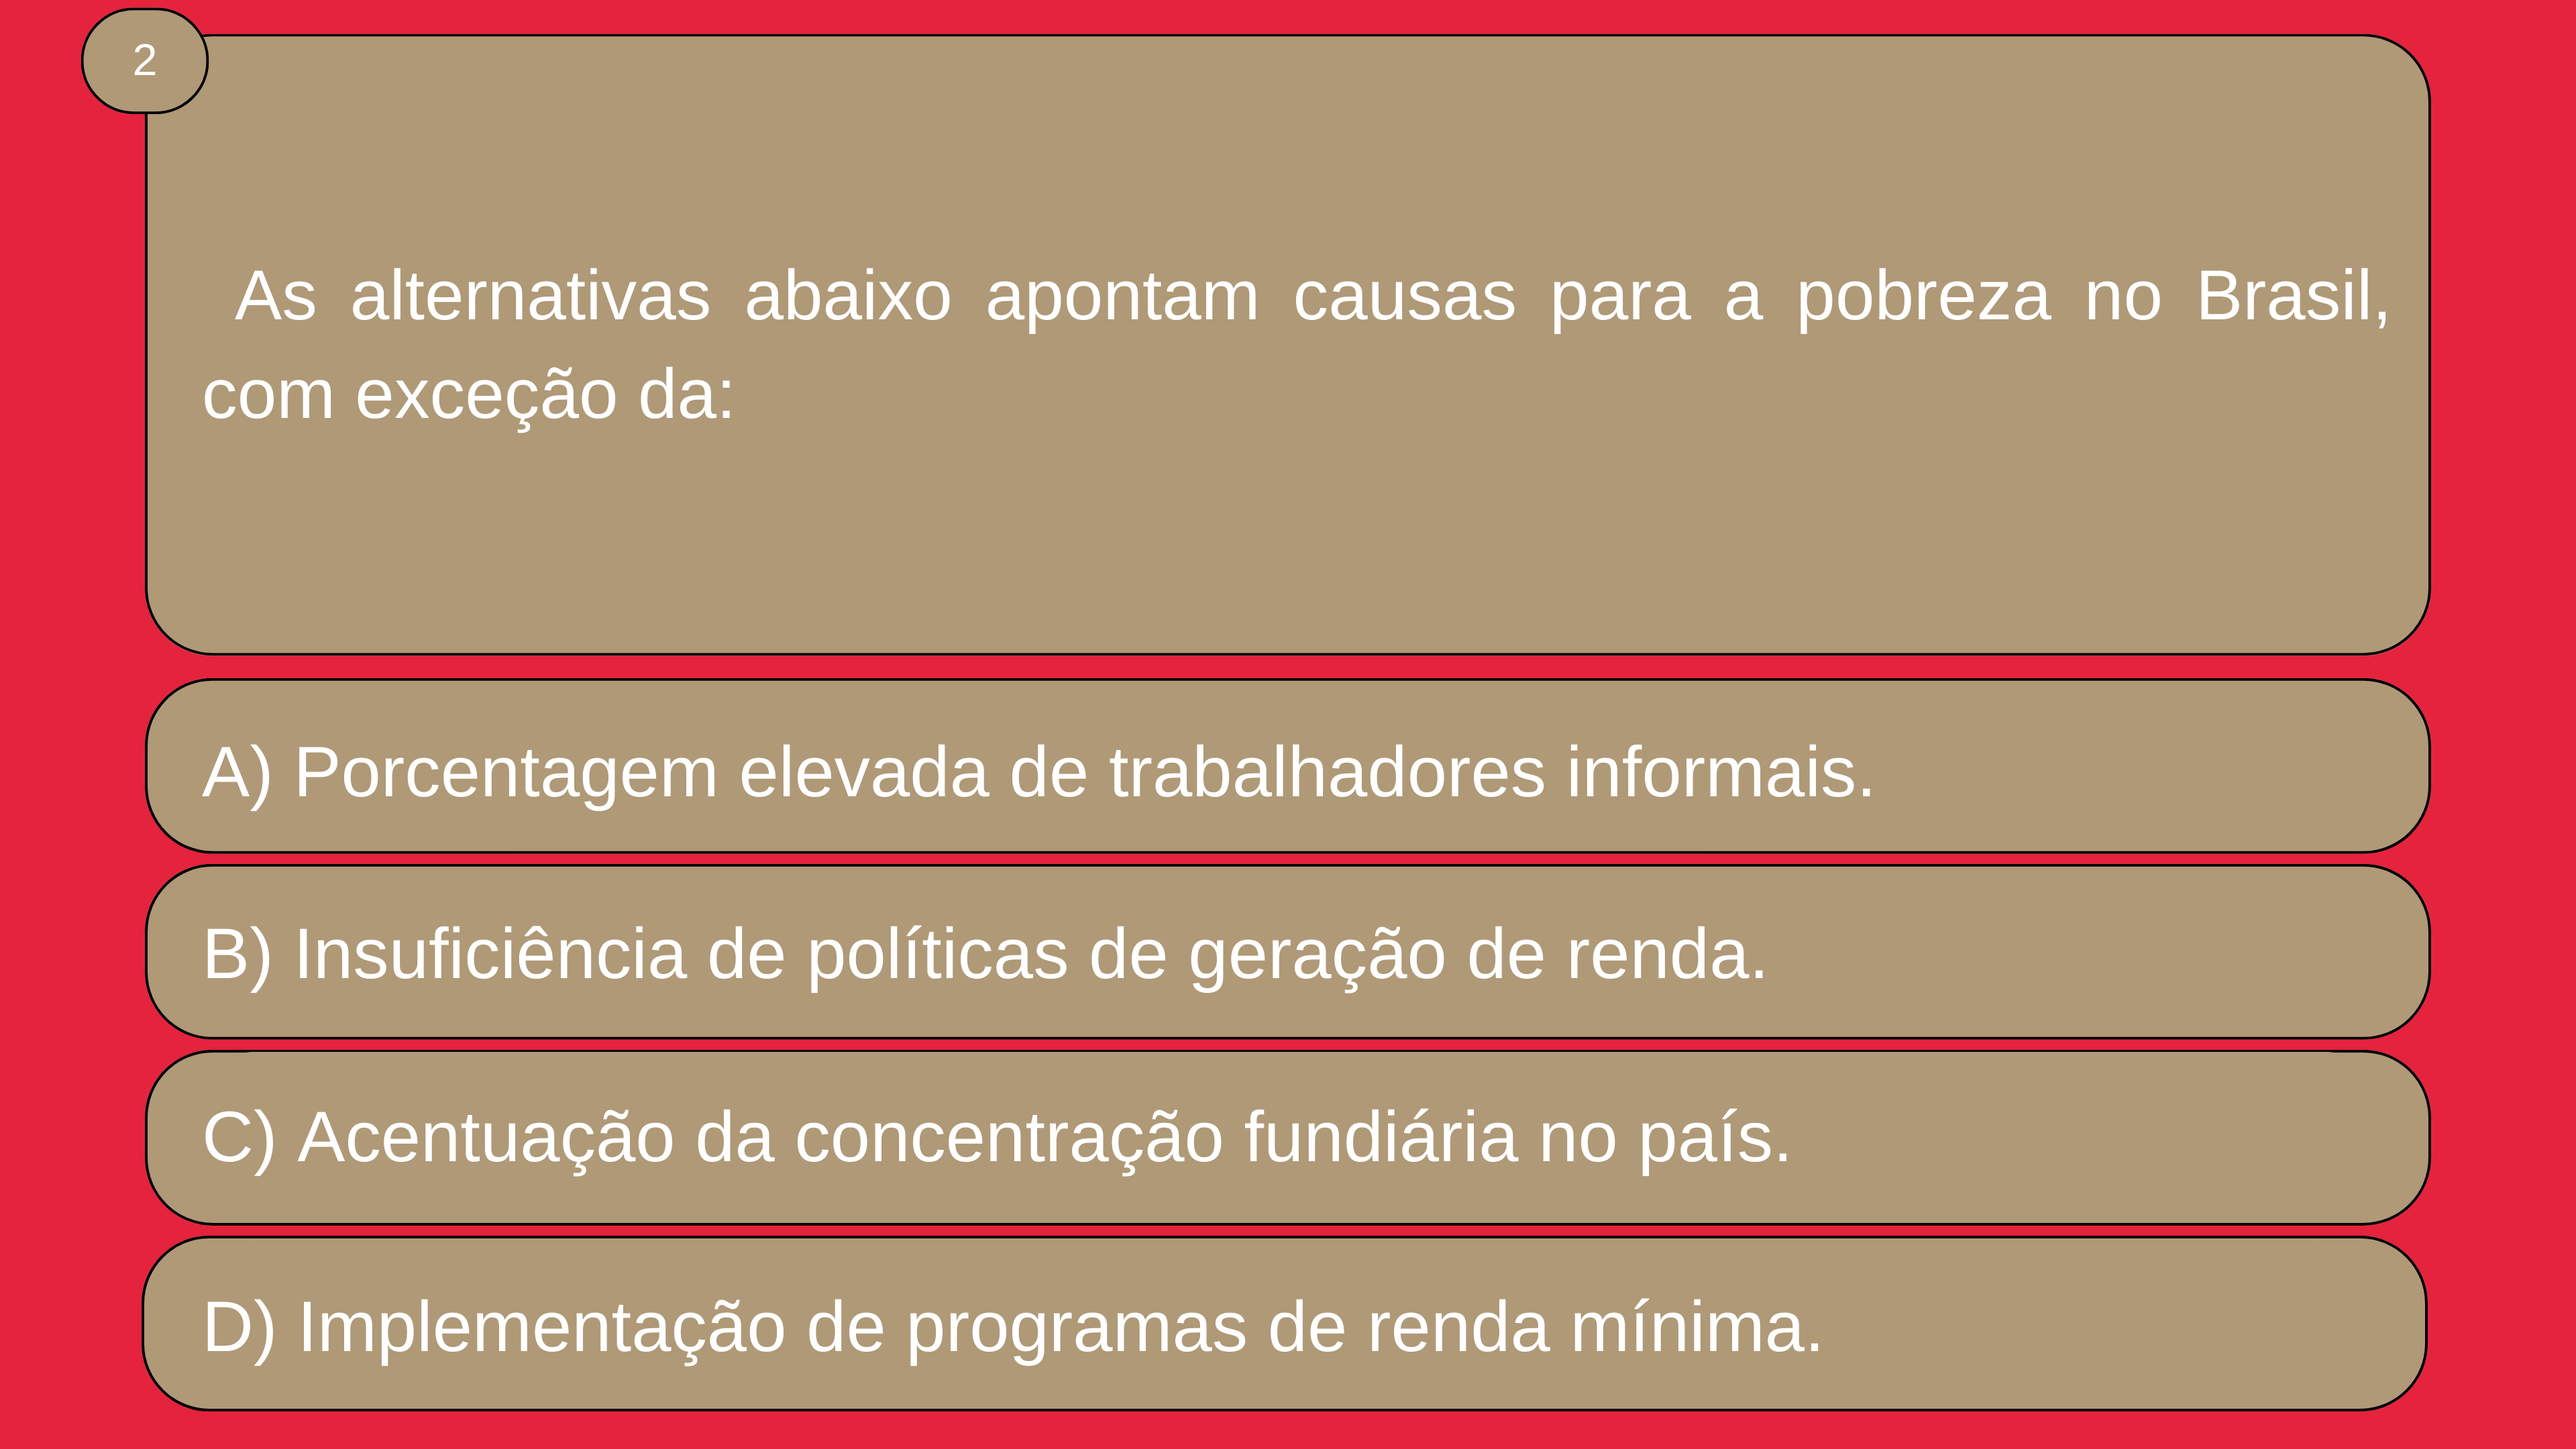 2
As alternativas abaixo apontam causas para a pobreza no Brasil,
com exceção da:
A) Porcentagem elevada de trabalhadores informais.
B) Insuficiência de políticas de geração de renda.
C) Acentuação da concentração fundiária no país.
D) Implementação de programas de renda mínima.